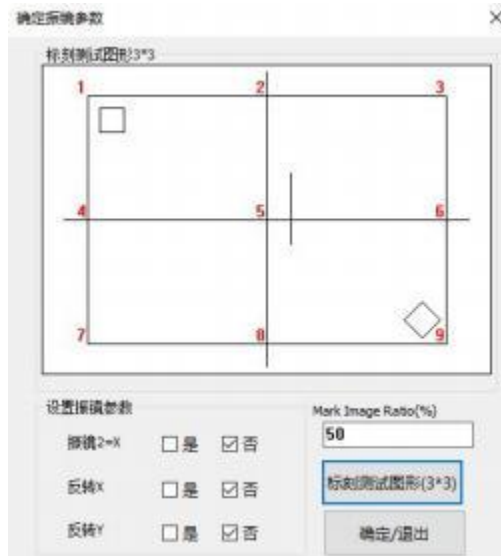 确定振镜参数
标刻测试图形3*3
1 2 3
4 5 6
7 8 9
设置振镜参数
振镜2=X 是 否
反转X 是 否
反转Y 是 否
Mark Image Ratio(%)
50
标刻测试图形(3*3)
确定/退出